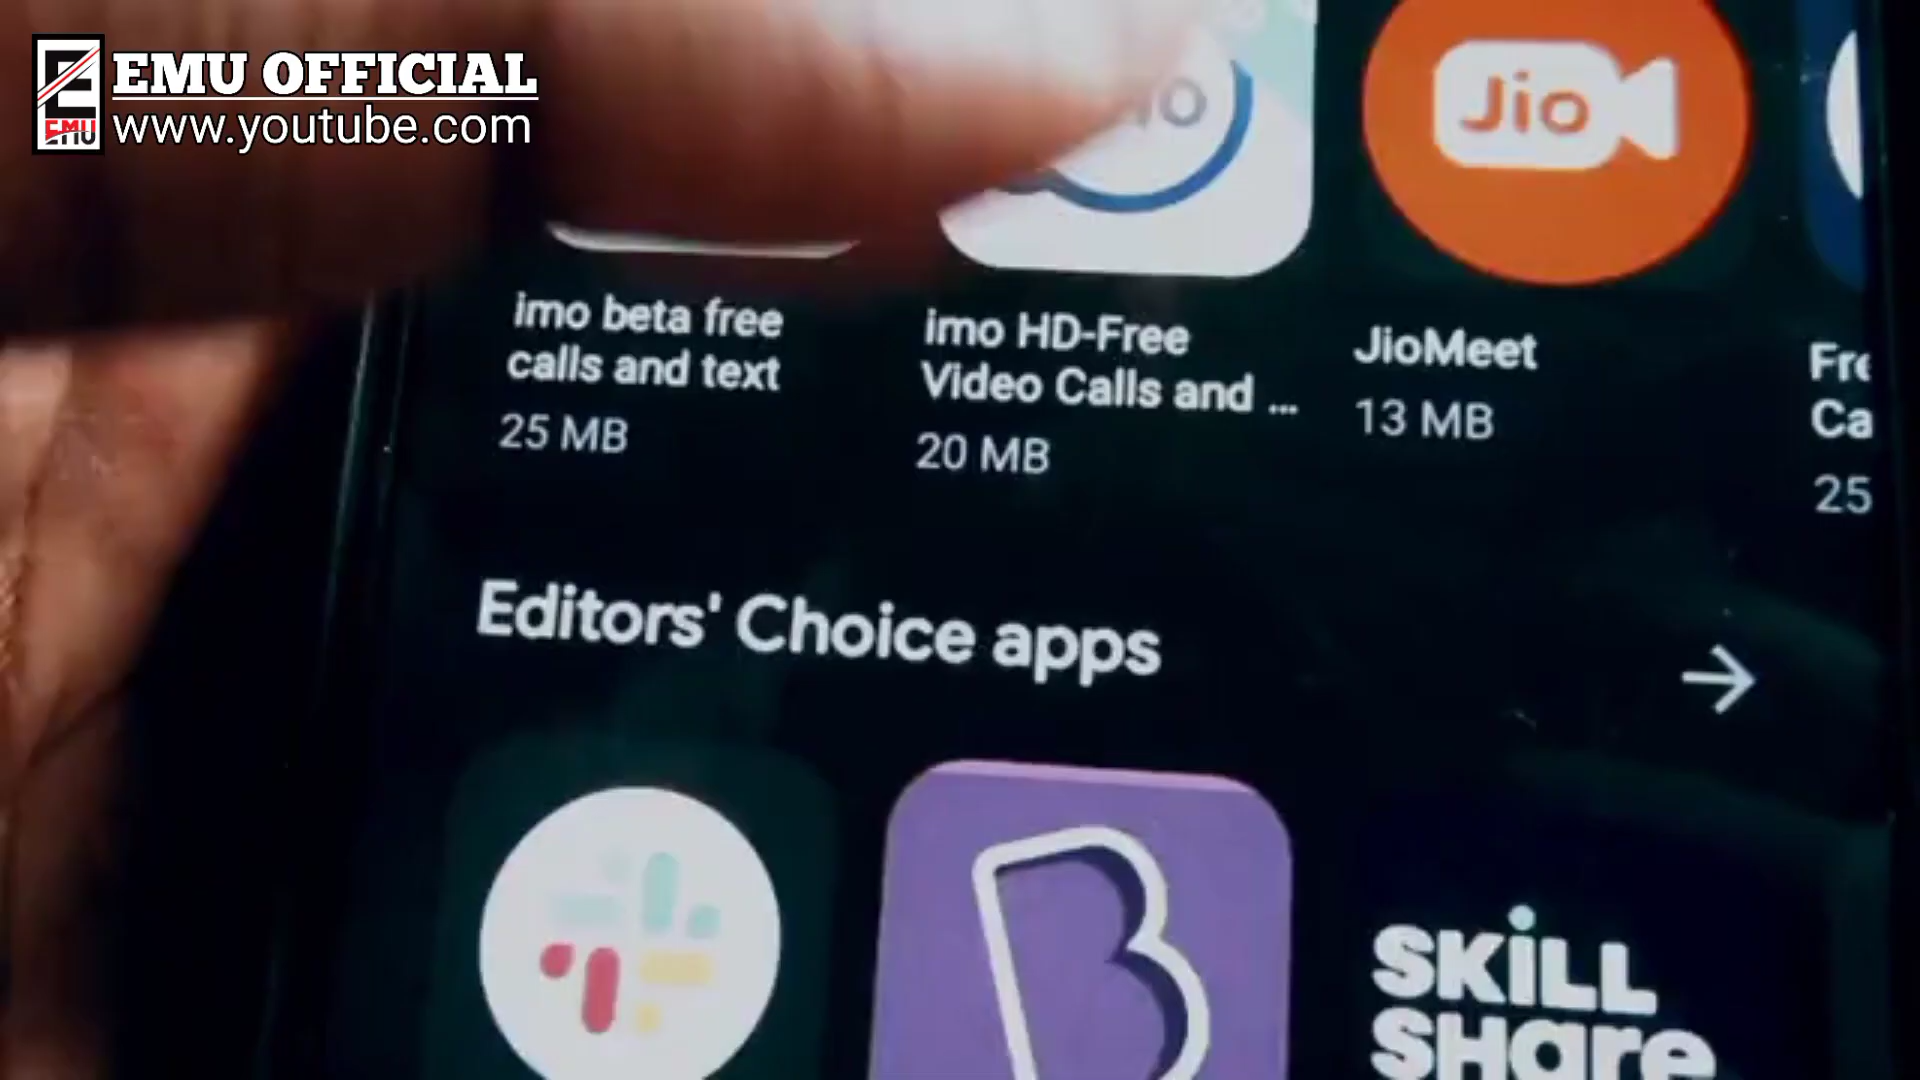 EMU OFFICIAL
www.youtube.com
EMU
Jio
imo beta free
calls and text
25 MB
imo HD-Free
Video Calls and ...
20 MB
JioMeet
13 MB
25
Editors' Choice apps
B
SKiLL
SHare